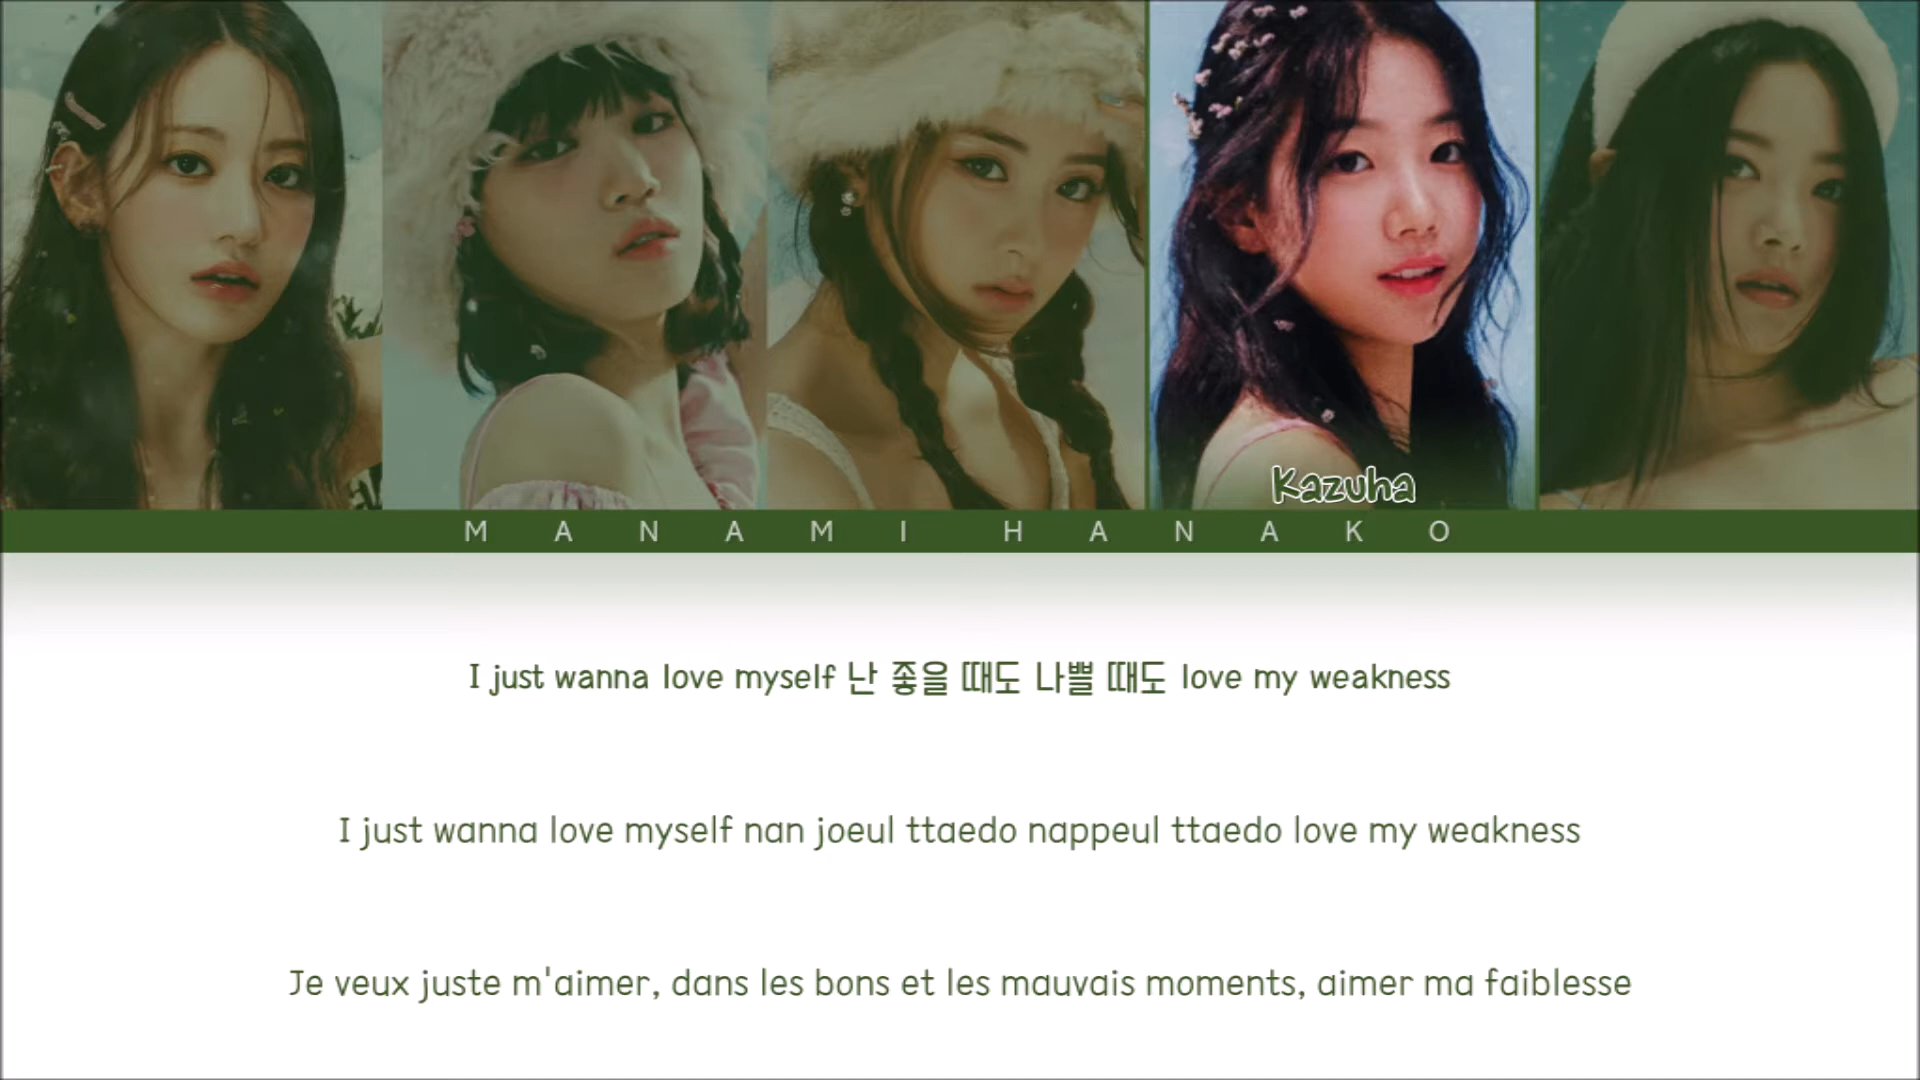 Kazuha
MANAMI HANAKO
I just wanna love myself 난 좋을 때도 나쁠 때도 love my weakness
I just wanna love myself nan joeul ttaedo nappeul ttaedo love my weakness
Je veux juste m'aimer, dans les bons et les mauvais moments, aimer ma faiblesse